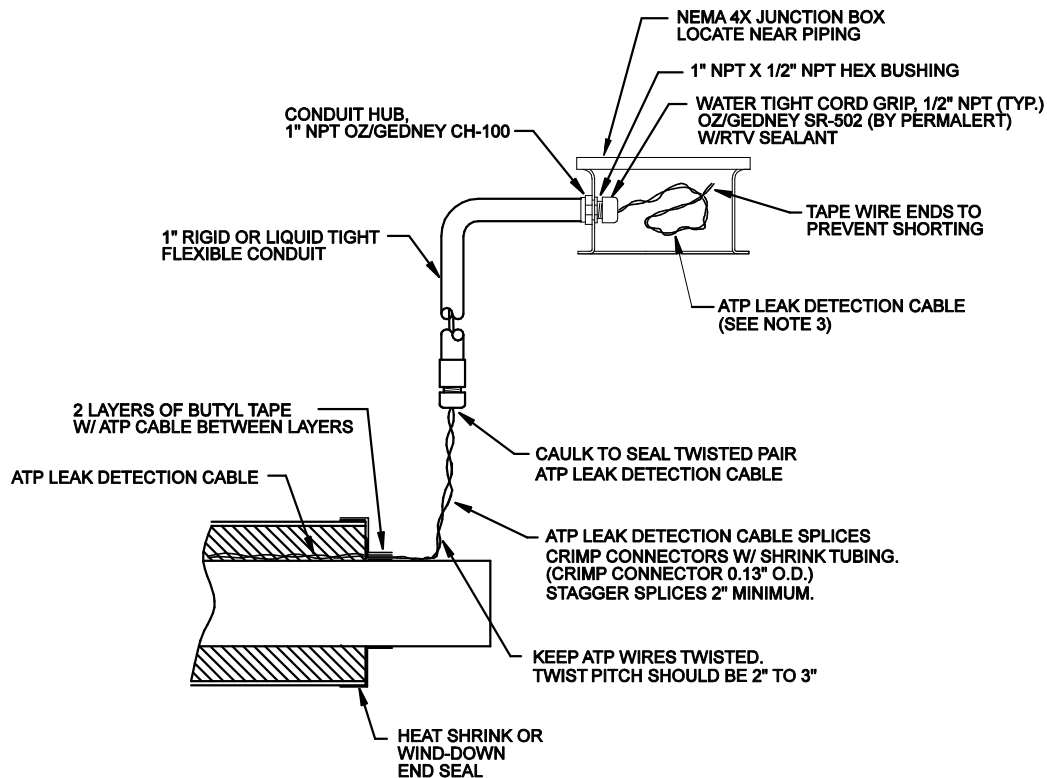 NEMA 4X JUNCTION BOX
LOCATE NEAR PIPING
1" NPT X 1/2" NPT HEX BUSHING
WATER TIGHT CORD GRIP, 1/2" NPT (TYP.)
OZ/GEDNEY SR-502 (BY PERMALERT)
W/RTV SEALANT
CONDUIT HUB,
1" NPT OZ/GEDNEY CH-100
TAPE WIRE ENDS TO
PREVENT SHORTING
1" RIGID OR LIQUID TIGHT
FLEXIBLE CONDUIT
ATP LEAK DETECTION CABLE
(SEE NOTE 3)
2 LAYERS OF BUTYL TAPE
W/ ATP CABLE BETWEEN LAYERS
CAULK TO SEAL TWISTED PAIR
ATP LEAK DETECTION CABLE
ATP LEAK DETECTION CABLE
ATP LEAK DETECTION CABLE SPLICES
CRIMP CONNECTORS W/ SHRINK TUBING.
(CRIMP CONNECTOR 0.13" O.D.)
STAGGER SPLICES 2" MINIMUM.
KEEP ATP WIRES TWISTED.
TWIST PITCH SHOULD BE 2" TO 3"
HEAT SHRINK OR
WIND-DOWN
END SEAL